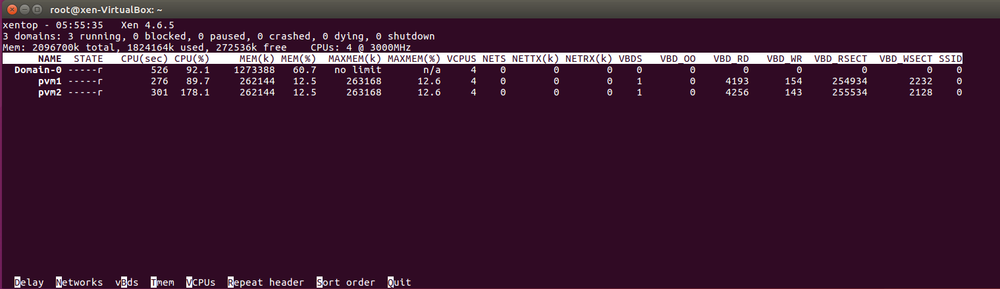 root@xen-VirtualBox: ~
xentop - 05:55:35   Xen 4.6.5
3 domains: 3 running, 0 blocked, 0 paused, 0 crashed, 0 dying, 0 shutdown
Mem: 2096700k total, 1824164k used, 272536k free    CPUs: 4 @ 3000MHz
      NAME  STATE   CPU(sec) CPU(%)     MEM(k) MEM(%)  MAXMEM(k) MAXMEM(%) VCPUS NETS NETTX(k) NETRX(k) VBDS   VBD_OO   VBD_RD   VBD_WR  VBD_RSECT  VBD_WSECT SSID
  Domain-0 -----r        526   92.1    1273388   60.7   no limit       n/a     4    0        0        0    0        0        0        0          0          0    0
      pvm1 -----r        276   89.7     262144   12.5     263168      12.6     4    0        0        0    1        0     4193      154     254934       2232    0
      pvm2 -----r        301  178.1     262144   12.5     263168      12.6     4    0        0        0    1        0     4256      143     255534       2128    0
  Delay  Networks  vBds  Tmem  VCPUs  Repeat header  Sort order  Quit